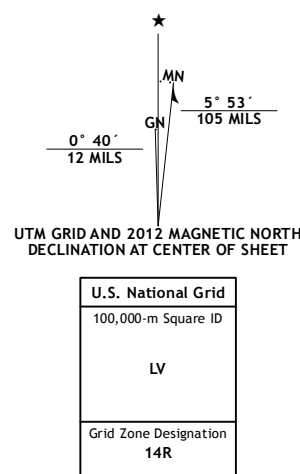 ★
MN
GN
5° 53´
105 MILS
0° 40´
12 MILS
UTM GRID AND 2012 MAGNETIC NORTH
DECLINATION AT CENTER OF SHEET
U.S. National Grid
100,000-m Square ID
LV
Grid Zone Designation
14R